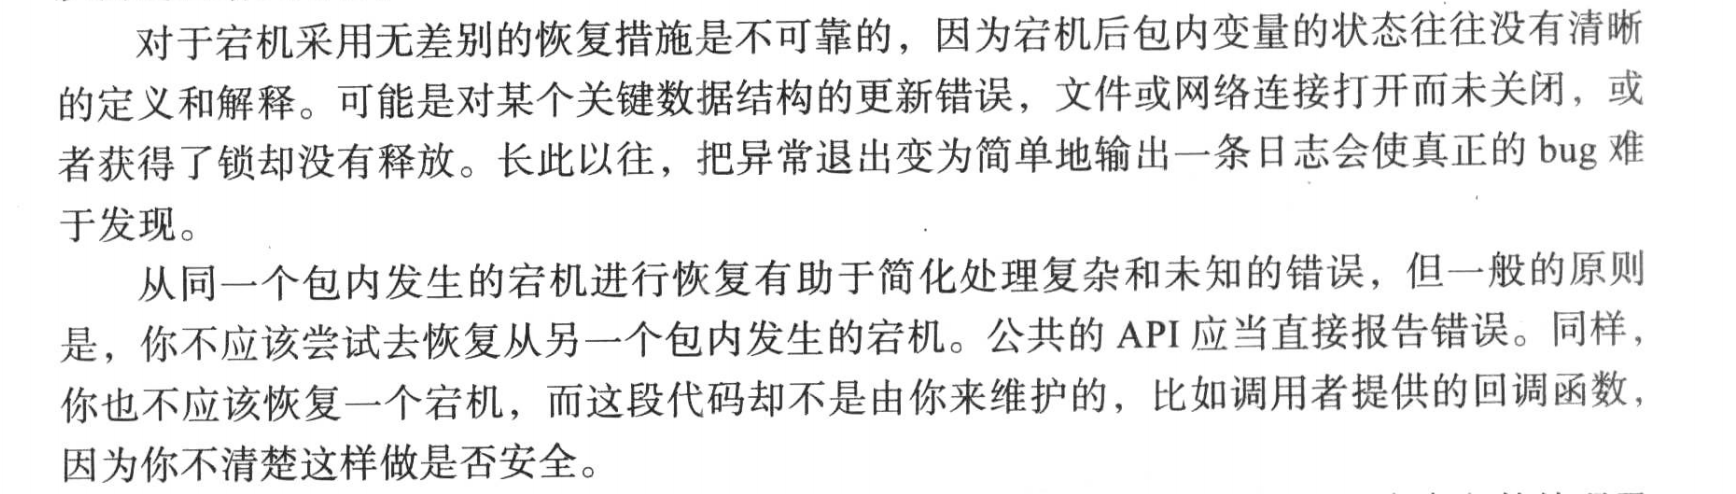 对于宕机采用无差别的恢复措施是不可靠的，因为宕机后包内变量的状态往往没有清晰
的定义和解释。可能是对某个关键数据结构的更新错误，文件或网络连接打开而未关闭，或
者获得了锁却没有释放。长此以往，把异常退出变为简单地输出一条日志会使真正的 bug 难
于发现。
从同一个包内发生的宕机进行恢复有助于简化处理复杂和未知的错误，但一般的原则
是，你不应该尝试去恢复从另一个包内发生的宕机。公共的 API 应当直接报告错误。同样，
你也不应该恢复一个宕机，而这段代码却不是由你来维护的，比如调用者提供的回调函数，
因为你不清楚这样做是否安全。